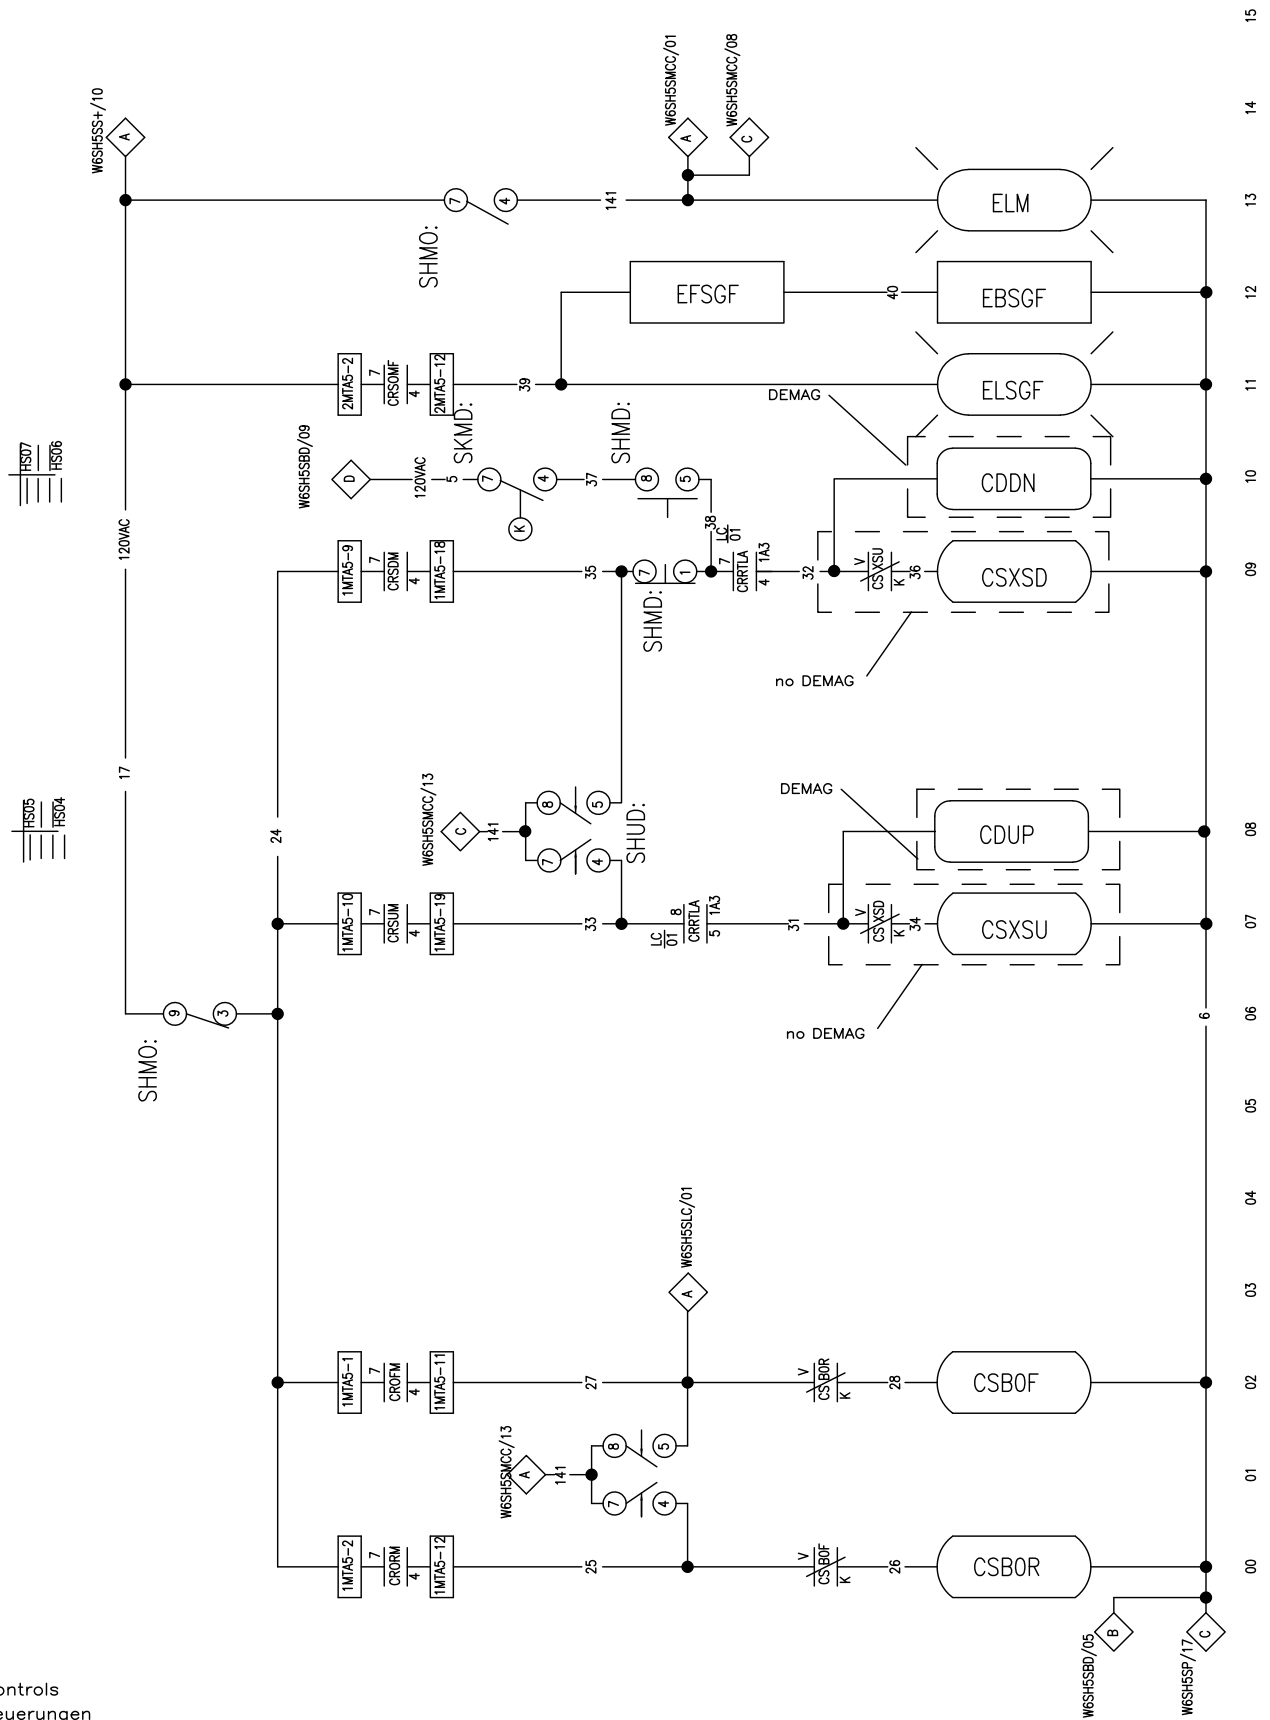 15
14
13
12
11
10
09
08
07
06
05
04
03
02
01
00
W6SH5SS+/10
A
120VAC
17
HS07
HS06
HS05
HS04
SHMO:
9
3
24
SHMO:
7
4
141
W6SH5SMCC/01
A
W6SH5SMCC/08
C
ELM
EFSGF
40
EBSGF
2MTA5-2
7
CRSOMF
4
2MTA5-12
39
ELSGF
DEMAG
W6SH5SBD/09
D
120VAC
5
SKMD:
7
4
K
37
SHMD:
8
5
38
CDDN
1MTA5-9
7
CRSDM
4
1MTA5-18
35
SHMD:
7
1
LC
01
7
CRRTLA
4
1A3
32
V
CSXSU
K
36
CSXSD
no DEMAG
W6SH5SMCC/13
C
141
8
5
7
4
SHUD:
DEMAG
CDUP
1MTA5-10
7
CRSUM
4
1MTA5-19
33
LC
01
8
CRRTLA
5
1A3
31
V
CSXSD
K
34
CSXSU
no DEMAG
6
W6SH5SLC/01
A
1MTA5-1
7
CROFM
4
1MTA5-11
27
V
CSBOR
K
28
CSBOF
W6SH5SMCC/13
A
141
8
5
7
4
1MTA5-2
7
CRORM
4
1MTA5-12
25
V
CSBOF
K
26
CSBOR
W6SH5SBD/05
B
W6SH5SP/17
C
ontrols
euerungen